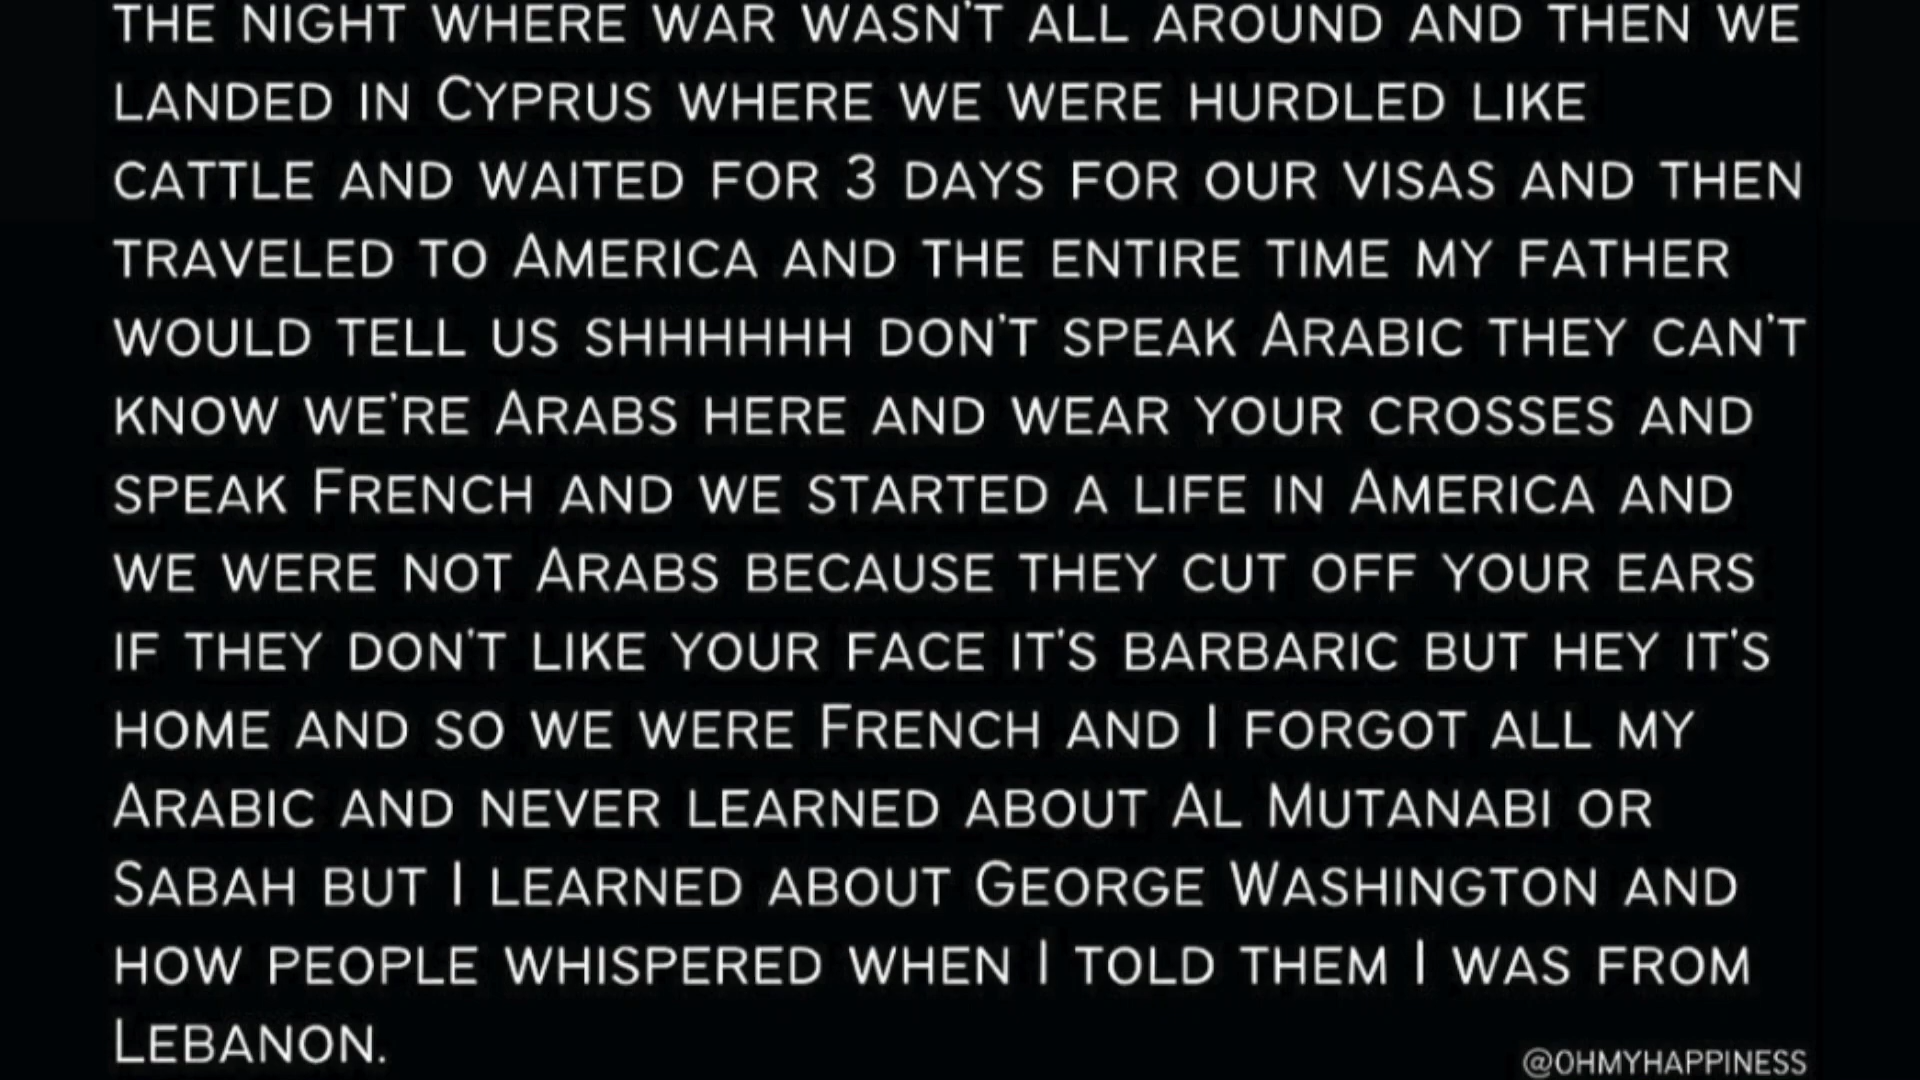 THE NIGHT WHERE WAR WASN'T ALL AROUND AND THEN WE
LANDED IN CYPRUS WHERE WE WERE HURDLED LIKE
CATTLE AND WAITED FOR 3 DAYS FOR OUR VISAS AND THEN
TRAVELED TO AMERICA AND THE ENTIRE TIME MY FATHER
WOULD TELL US SHHHHHH DON'T SPEAK ARABIC THEY CAN'T
KNOW WE'RE ARABS HERE AND WEAR YOUR CROSSES AND
SPEAK FRENCH AND WE STARTED A LIFE IN AMERICA AND
WE WERE NOT ARABS BECAUSE THEY CUT OFF YOUR EARS
IF THEY DON'T LIKE YOUR FACE IT'S BARBARIC BUT HEY IT'S
HOME AND SO WE WERE FRENCH AND I FORGOT ALL MY
ARABIC AND NEVER LEARNED ABOUT AL MUTANABI OR
SABAH BUT I LEARNED ABOUT GEORGE WASHINGTON AND
HOW PEOPLE WHISPERED WHEN I TOLD THEM I WAS FROM
LEBANON.
@OHMYHAPPINESS